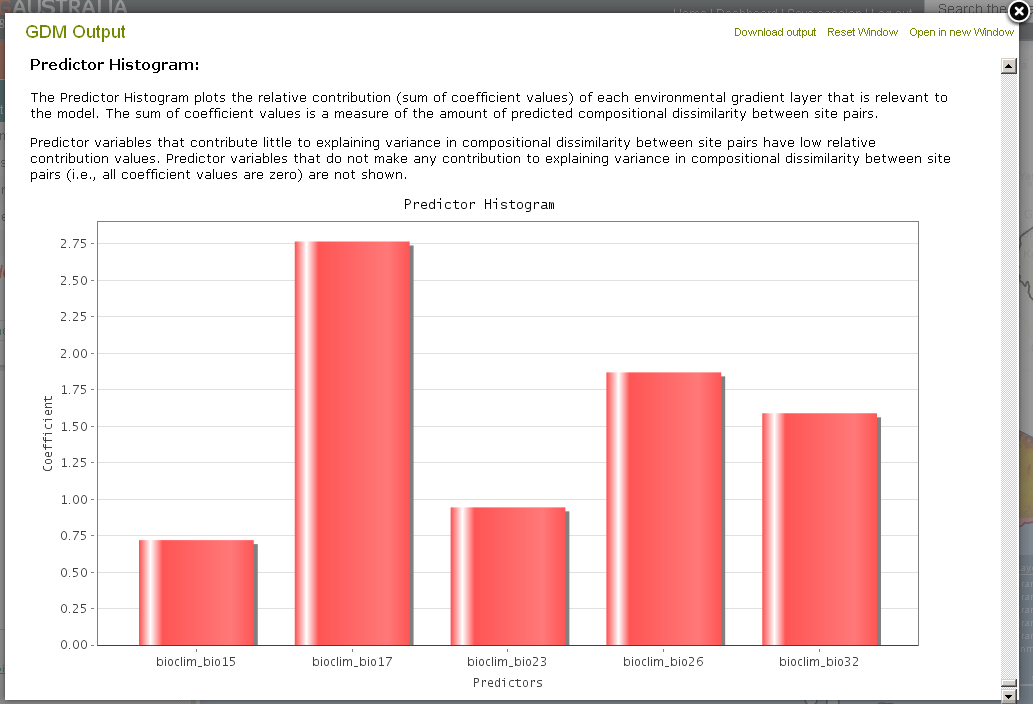 AUSTRALIA
Home | Dashboard | Save session | Log out
Search the
GDM Output
Download output Reset Window Open in new Window
Predictor Histogram:
The Predictor Histogram plots the relative contribution (sum of coefficient values) of each environmental gradient layer that is relevant to
the model. The sum of coefficient values is a measure of the amount of predicted compositional dissimilarity between site pairs.
Predictor variables that contribute little to explaining variance in compositional dissimilarity between site pairs have low relative
contribution values. Predictor variables that do not make any contribution to explaining variance in compositional dissimilarity between site
pairs (i.e., all coefficient values are zero) are not shown.
Predictor Histogram
2.75
2.50
2.25
2.00
1.75
1.50
1.25
1.00
0.75
0.50
0.25
0.00
Coefficient
bioclim_bio15 bioclim_bio17 bioclim_bio23 bioclim_bio26 bioclim_bio32
Predictors